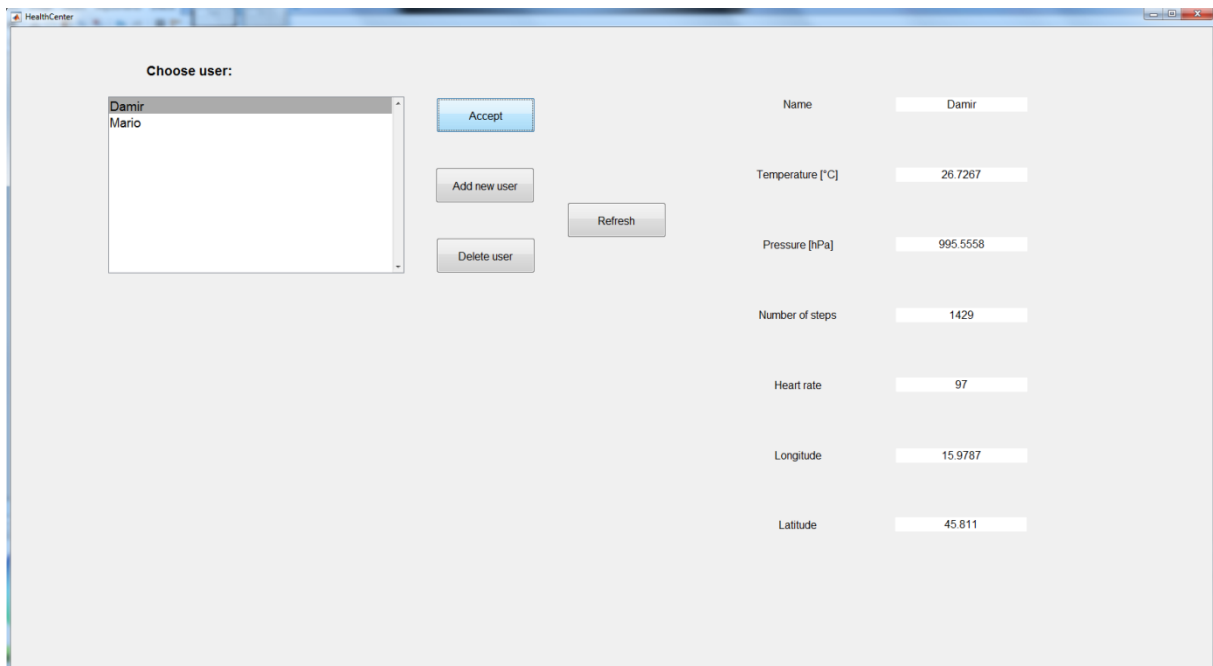 HealthCenter
Choose user:
Damir
Mario
Accept
Add new user
Delete user
Refresh
Name Damir
Temperature [°C] 26.7267
Pressure [hPa] 995.5558
Number of steps 1429
Heart rate 97
Longitude 15.9787
Latitude 45.811